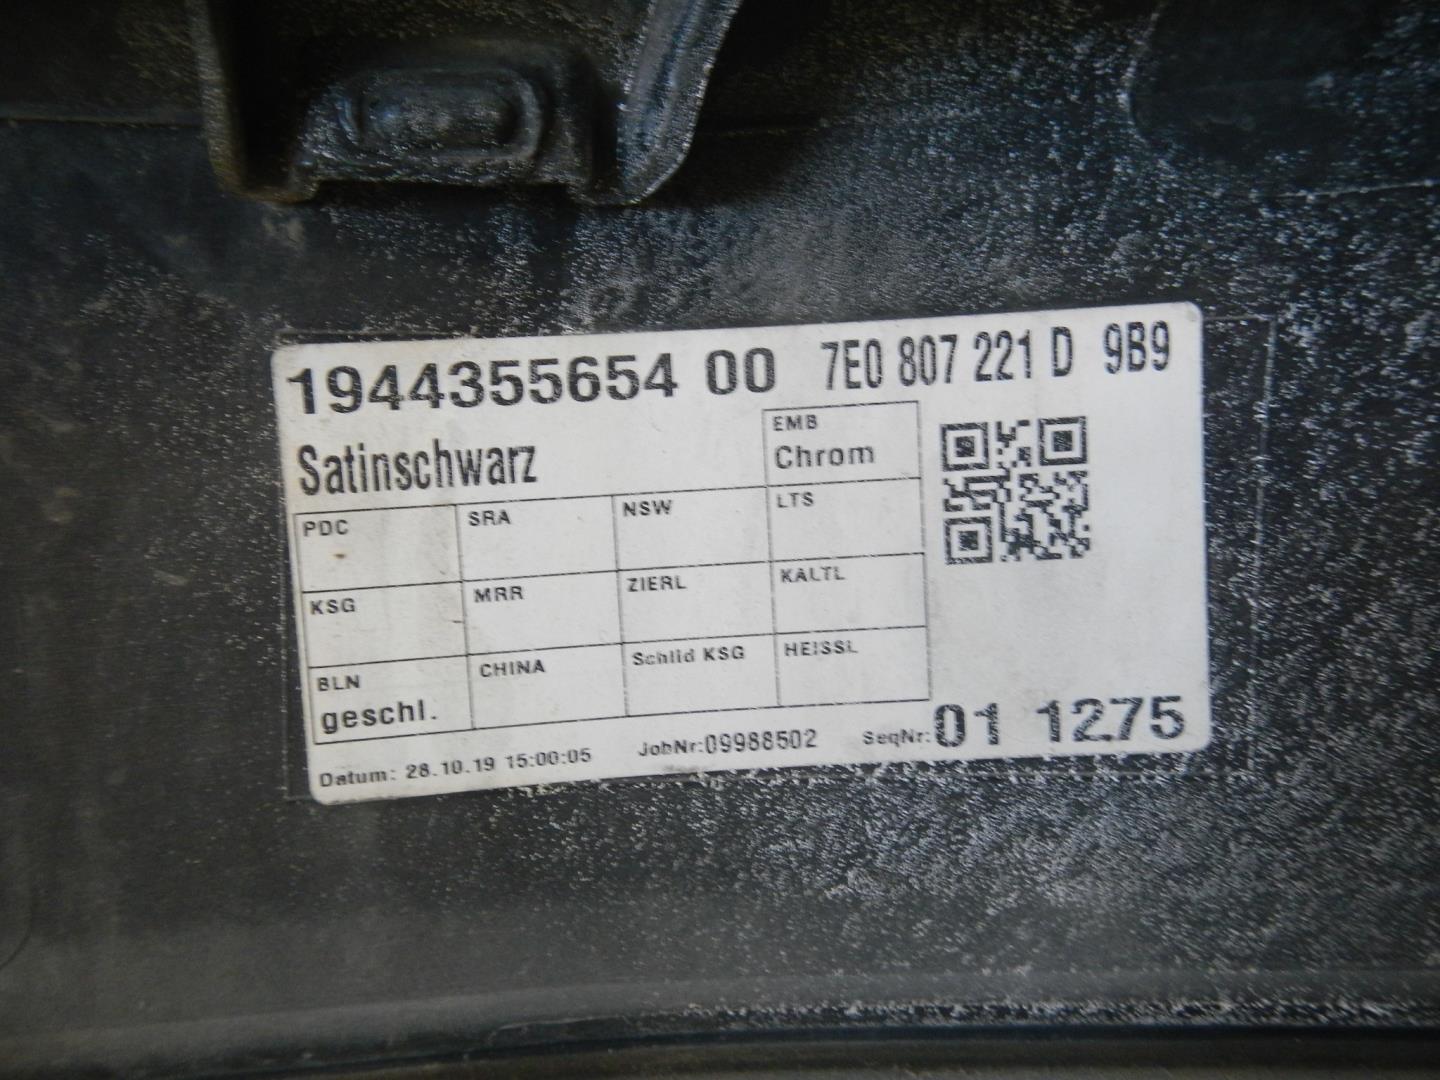 1944355654 00 7E0 807 221 D 9B9
Satinschwarz
EMB
Chrom
PDC SRA NSW LTS
KSG MRR ZIERL KALTL
BLN CHINA Schlid KSG HEISSL
geschl.
Datum: 28.10.19 15:00:05 JobNr:09988502 SeqNr:01 1275